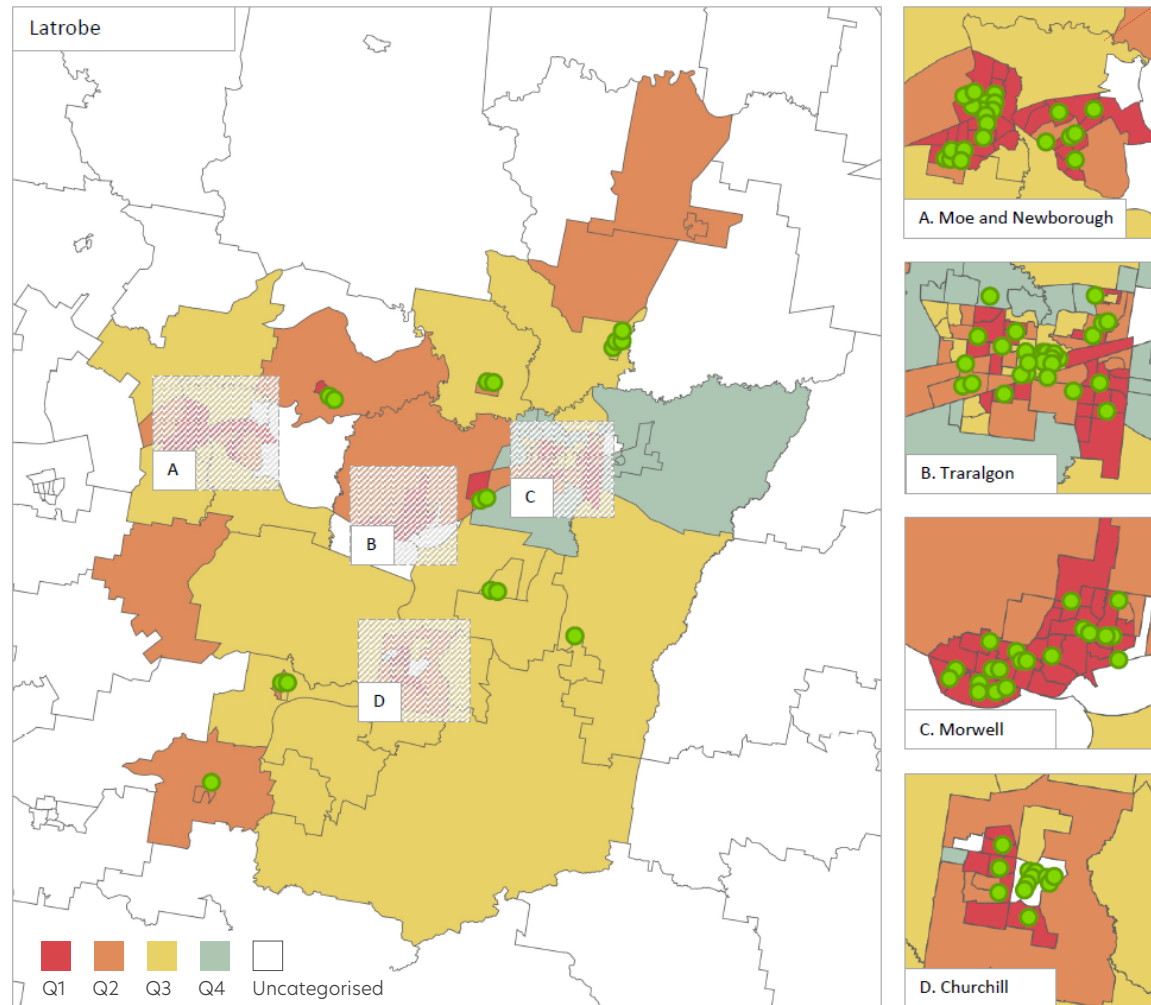 Latrobe
A
B
C
D
Q1 Q2 Q3 Q4 Uncategorised
A. Moe and Newborough
B. Traralgon
C. Morwell
D. Churchill